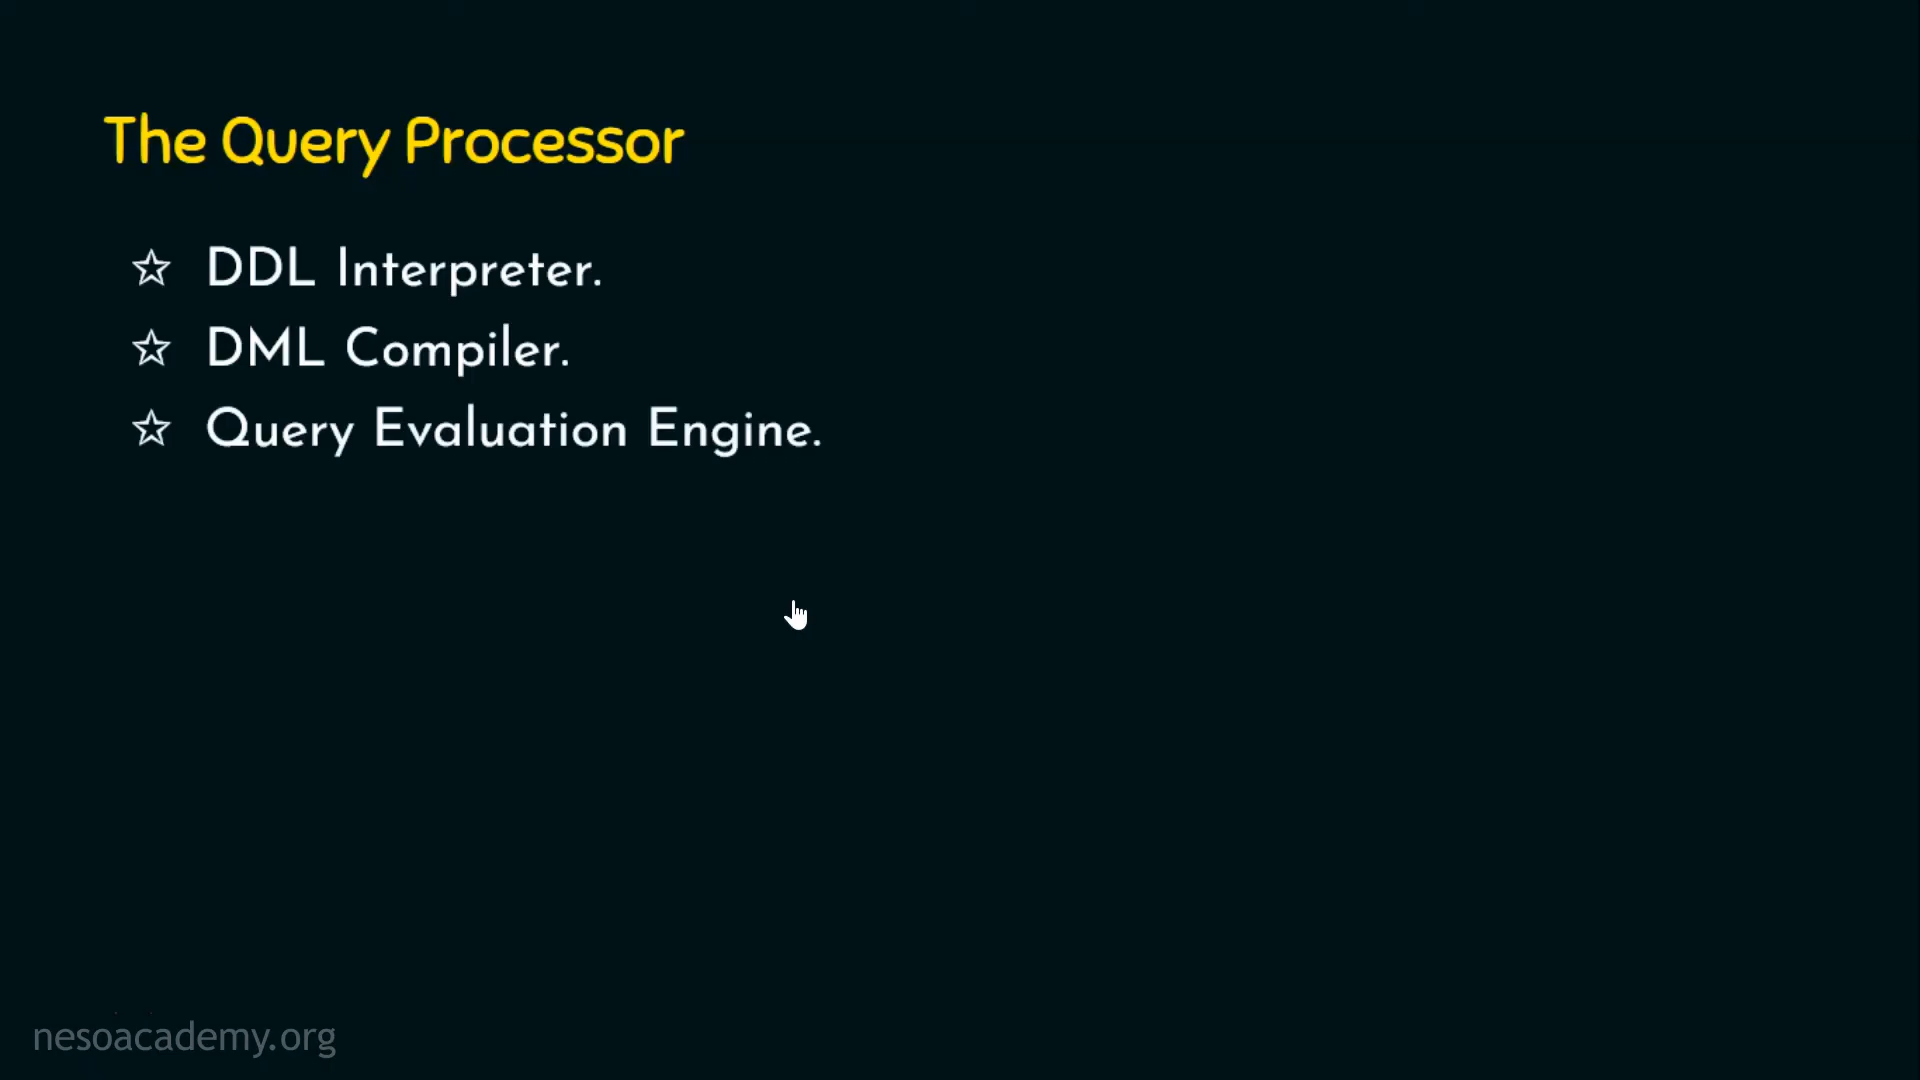 The Query Processor
☆ DDL Interpreter.
☆ DML Compiler.
☆ Query Evaluation Engine.
nesoacademy.org